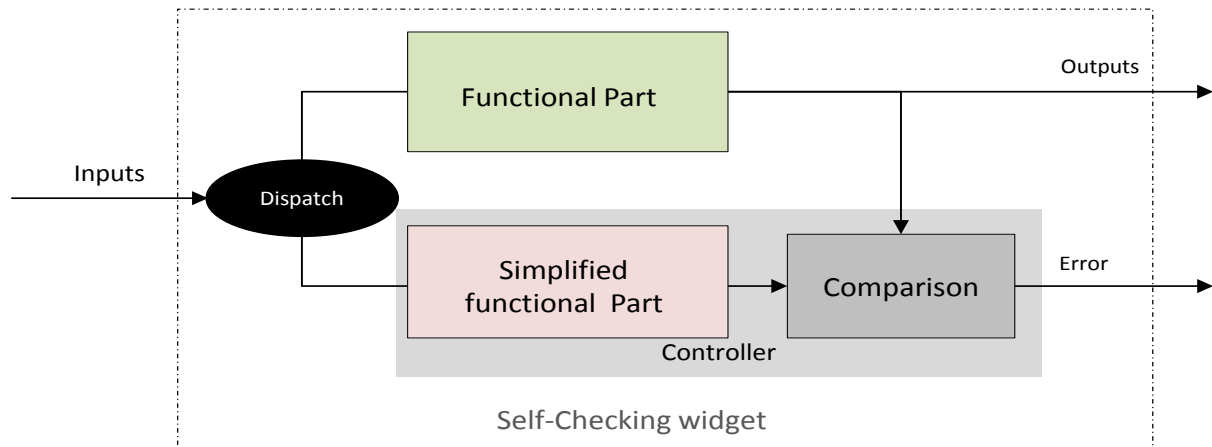 Functional Part
Outputs
Inputs
Dispatch
Simplified
functional Part
Comparison
Error
Controller
Self-Checking widget